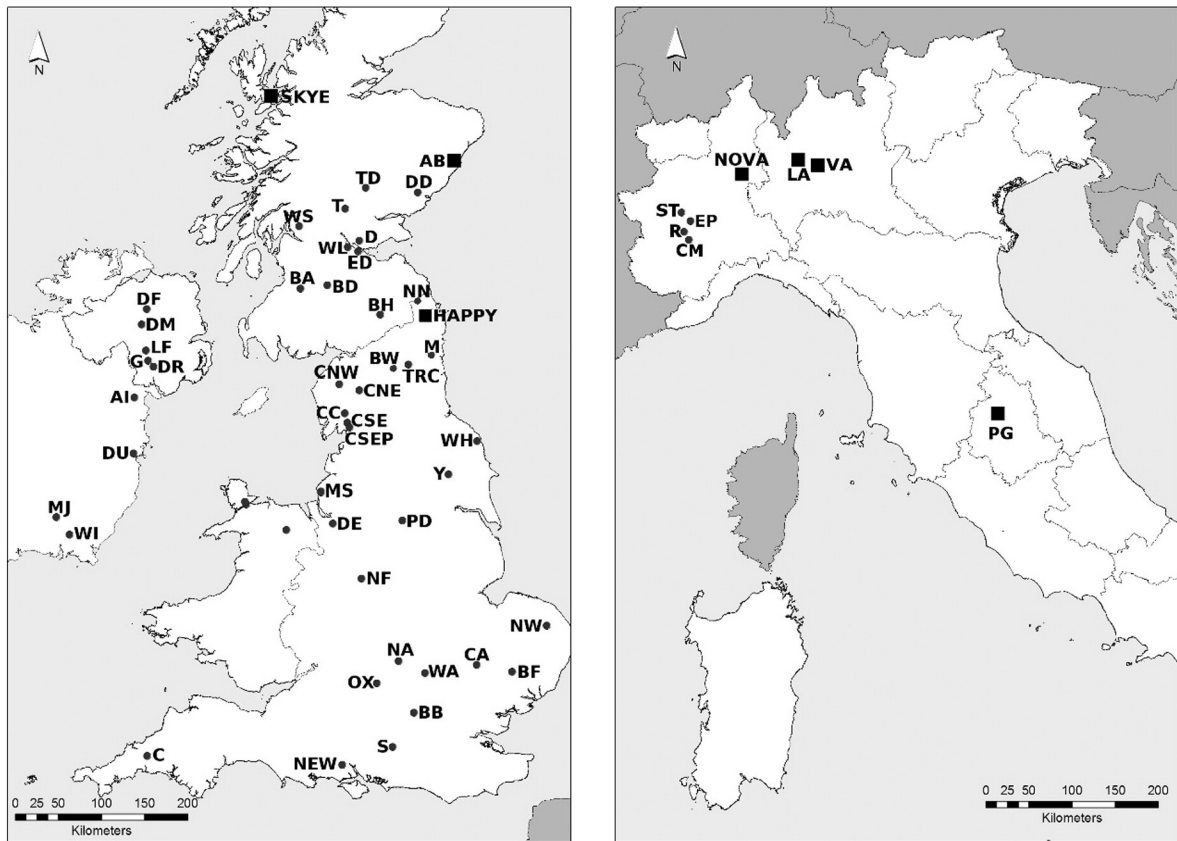 N
SKYE
AB
TD
DD
T
WS
D
WL
ED
BA
BD
NN
BH
HAPPY
DF
DM
LF
G
DR
M
BW
TRC
CNW
CNE
AI
CC
CSE
CSEP
WH
DU
Y
MS
MJ
DE
PD
WI
NF
NW
NA
CA
WA
BF
OX
BB
S
C
NEW
0 25 50 100 150 200
Kilometers
N
NOVA
LA
VA
ST
EP
R
CM
PG
0 25 50 100 150 200
Kilometers